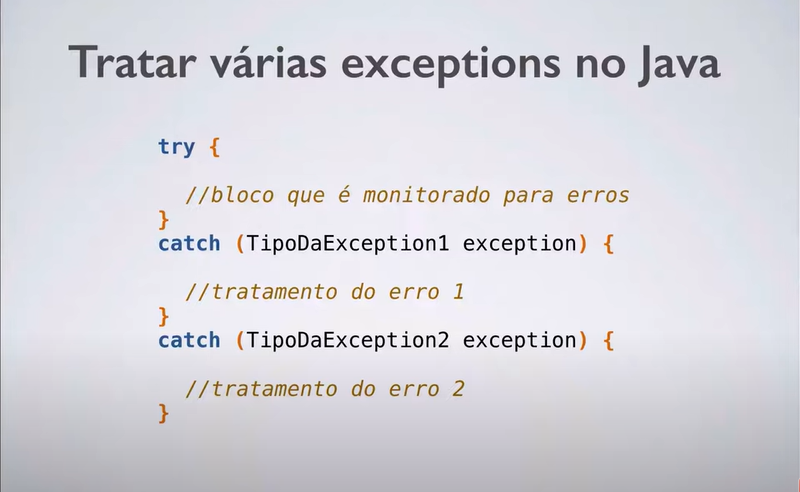 Tratar várias exceptions no Java
try {
//bloco que é monitorado para erros
}
catch (TipoDaException1 exception) {
//tratamento do erro 1
}
catch (TipoDaException2 exception) {
//tratamento do erro 2
}